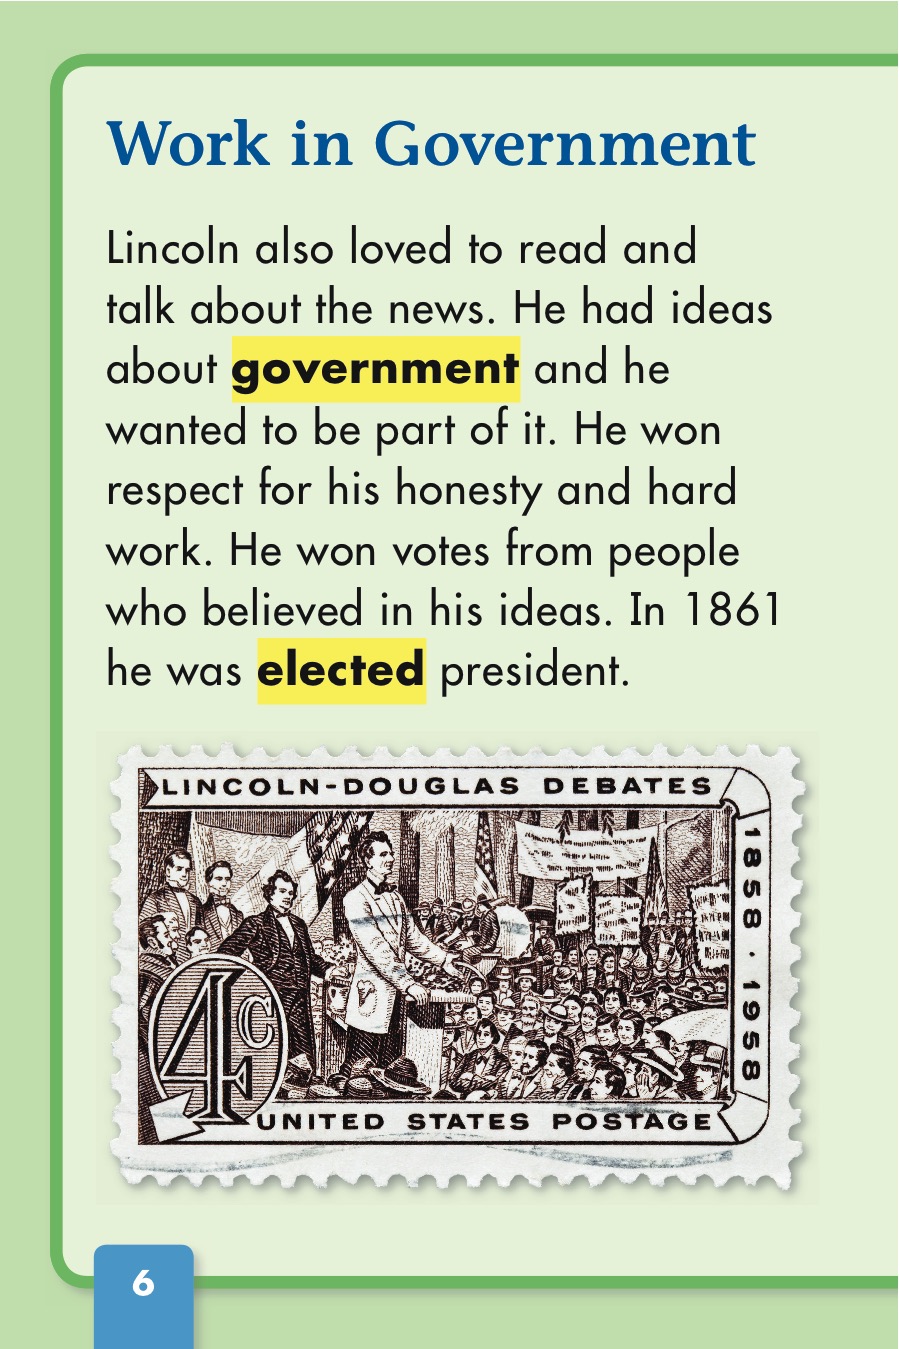 Work in Government
Lincoln also loved to read and
talk about the news. He had ideas
about government and he
wanted to be part of it. He won
respect for his honesty and hard
work. He won votes from people
who believed in his ideas. In 1861
he was elected president.
LINCOLN-DOUGLAS DEBATES
1858 · 1958
4c
UNITED STATES POSTAGE
6